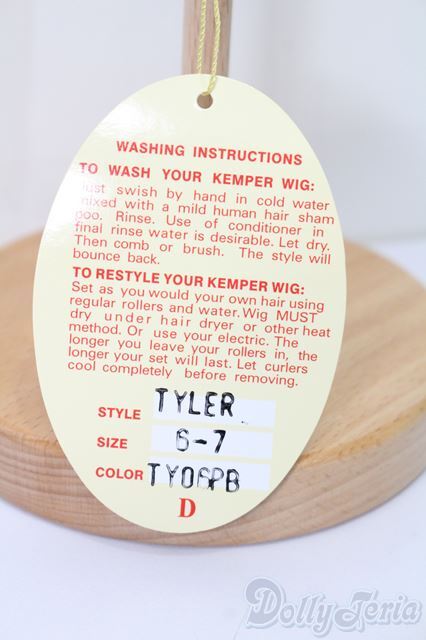 WASHING INSTRUCTIONS
TO WASH YOUR KEMPER WIG:
Just swish by hand in cold water
mixed with a mild human hair sham
poo. Rinse. Use of conditioner in
final rinse water is desirable. Let dry.
Then comb or brush. The style will
bounce back.
TO RESTYLE YOUR KEMPER WIG:
Set as you would your own hair using
regular rollers and water. Wig MUST
dry under hair dryer or other heat
method. Or use your electric. The
longer you leave your rollers in, the
longer your set will last. Let curlers
cool completely before removing.
STYLE TYLER
SIZE 6-7
COLOR TY06PB
D
DollyTeria